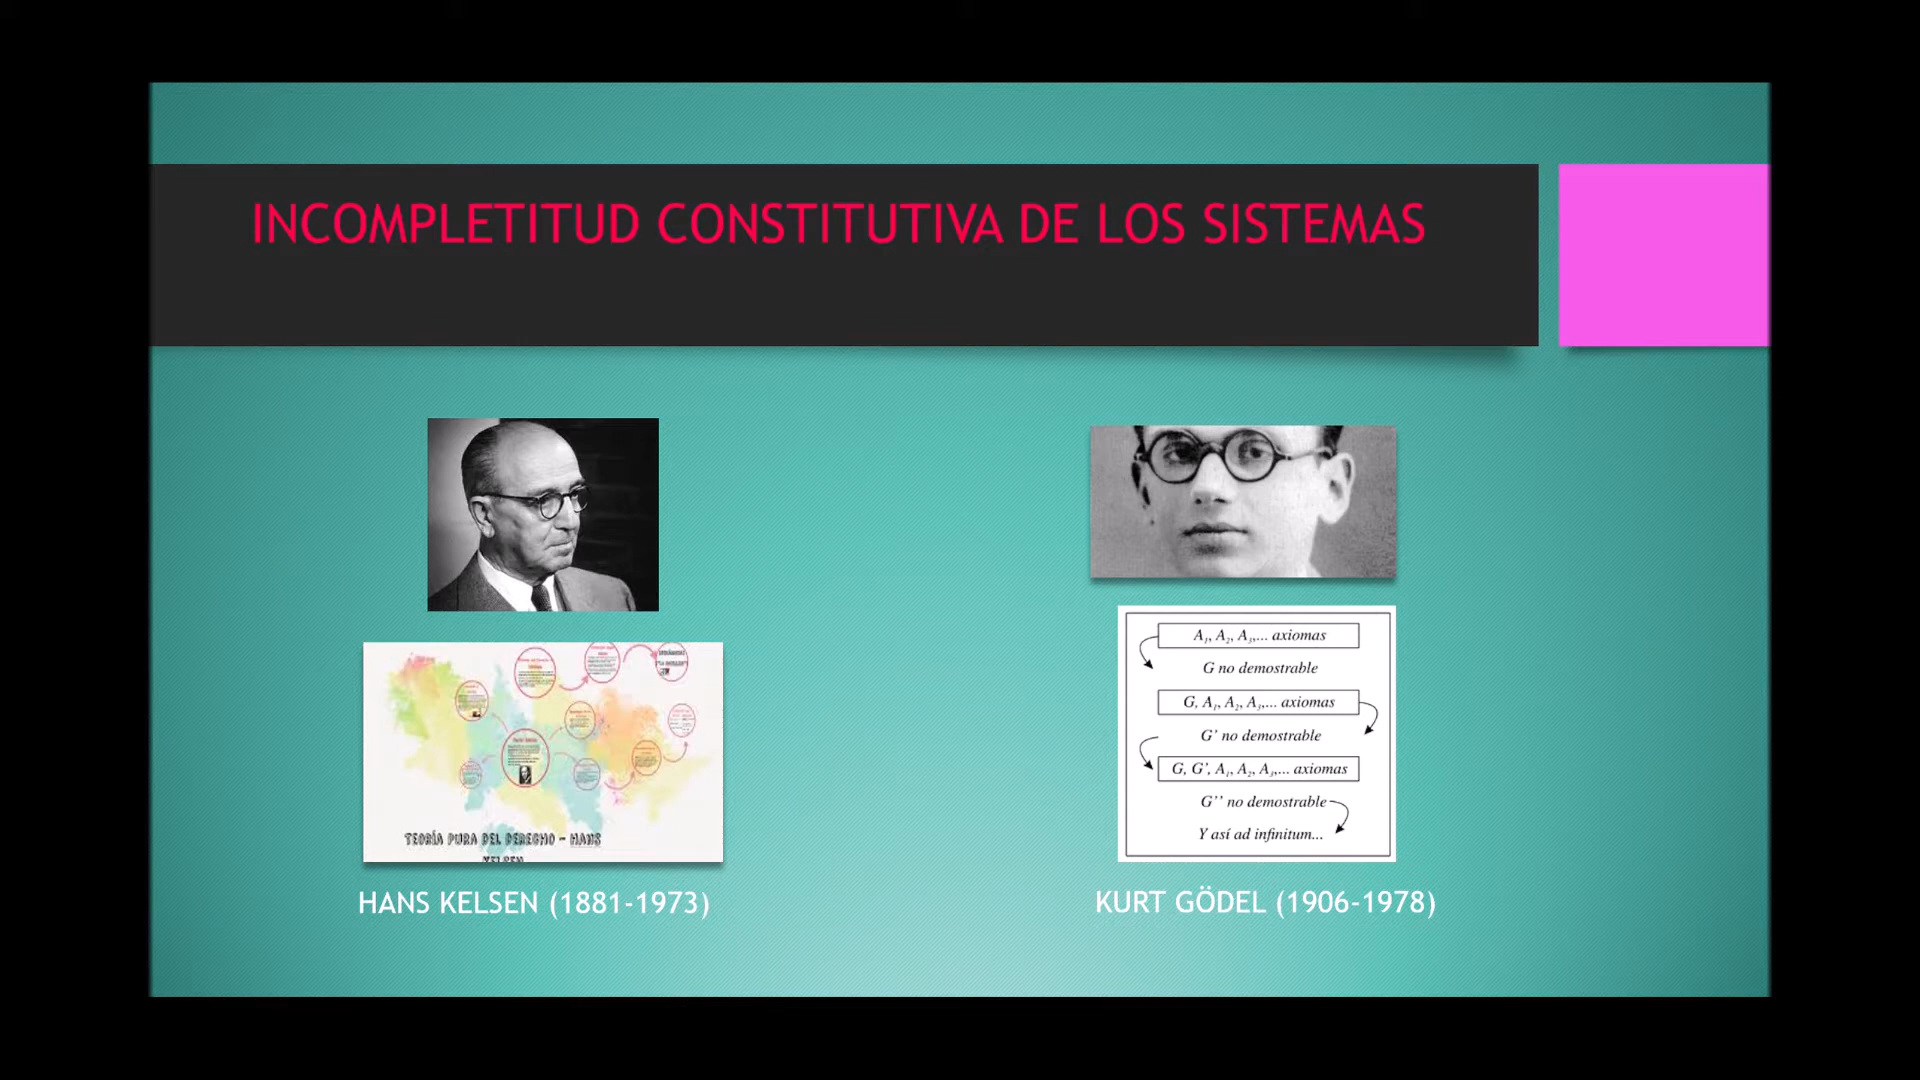 INCOMPLETITUD CONSTITUTIVA DE LOS SISTEMAS
TEORÍA PURA DEL DERECHO - HANS
KELSEN
HANS KELSEN (1881-1973)
A₁, A₂, A₃,... axiomas
G no demostrable
G, A₁, A₂, A₃,... axiomas
G’ no demostrable
G, G’, A₁, A₂, A₃,... axiomas
G’’ no demostrable
Y así ad infinitum...
KURT GÖDEL (1906-1978)